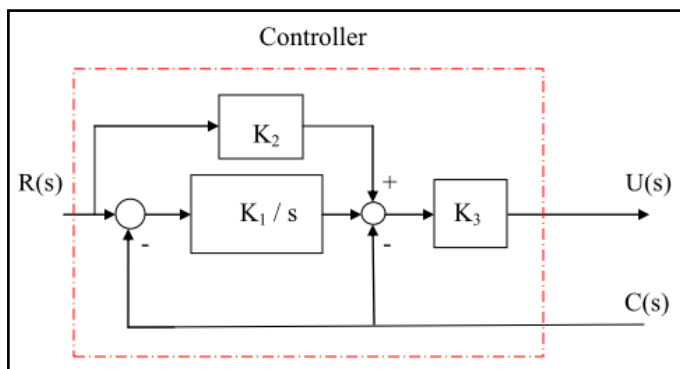 Controller
K₂
R(s)
+
U(s)
K₁ / s
K₃
-
-
C(s)